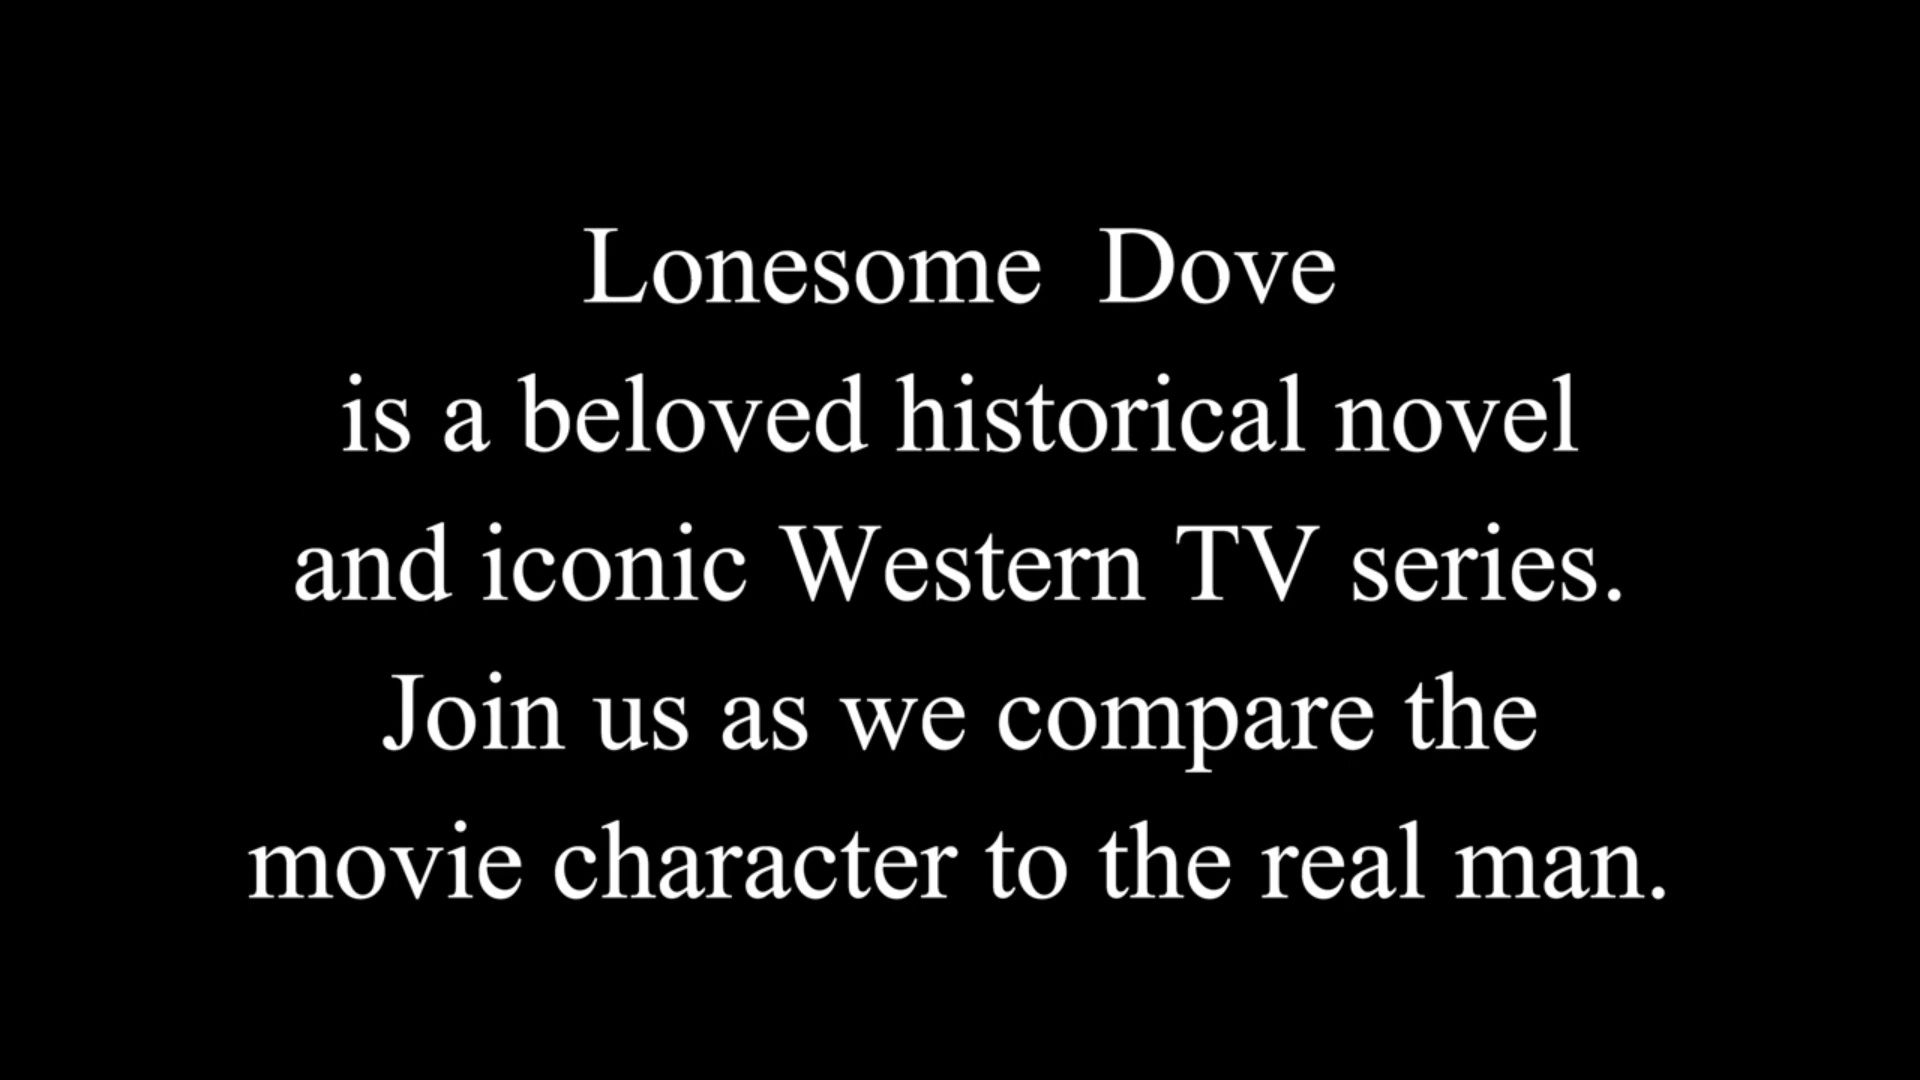 Lonesome  Dove
is a beloved historical novel
and iconic Western TV series.
Join us as we compare the
movie character to the real man.